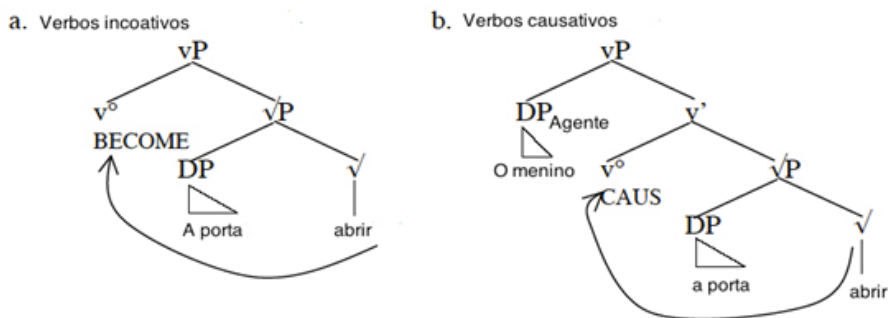 a. Verbos incoativos
vP
v°
√P
BECOME
DP
√
A porta
abrir
b. Verbos causativos
vP
DP Agente
v'
O menino
v°
√P
CAUS
DP
√
a porta
abrir